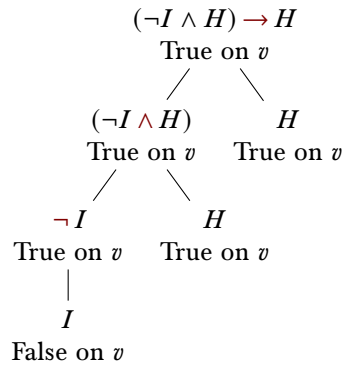 (¬I ∧ H) → H
True on v
(¬I ∧ H)
H
True on v
True on v
¬ I
H
True on v
True on v
I
False on v